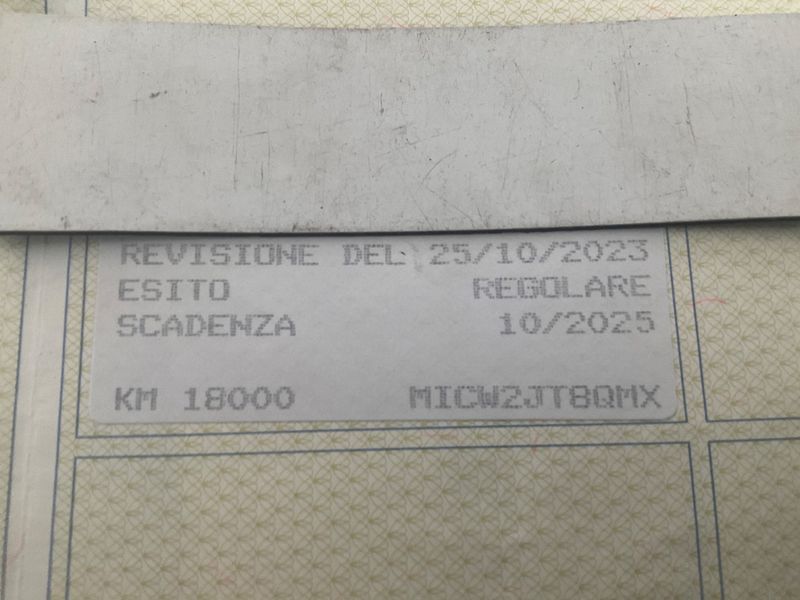 REVISIONE DEL 25/10/2023
ESITO REGOLARE
SCADENZA 10/2025
KM 18000 MICW2JT8QMX